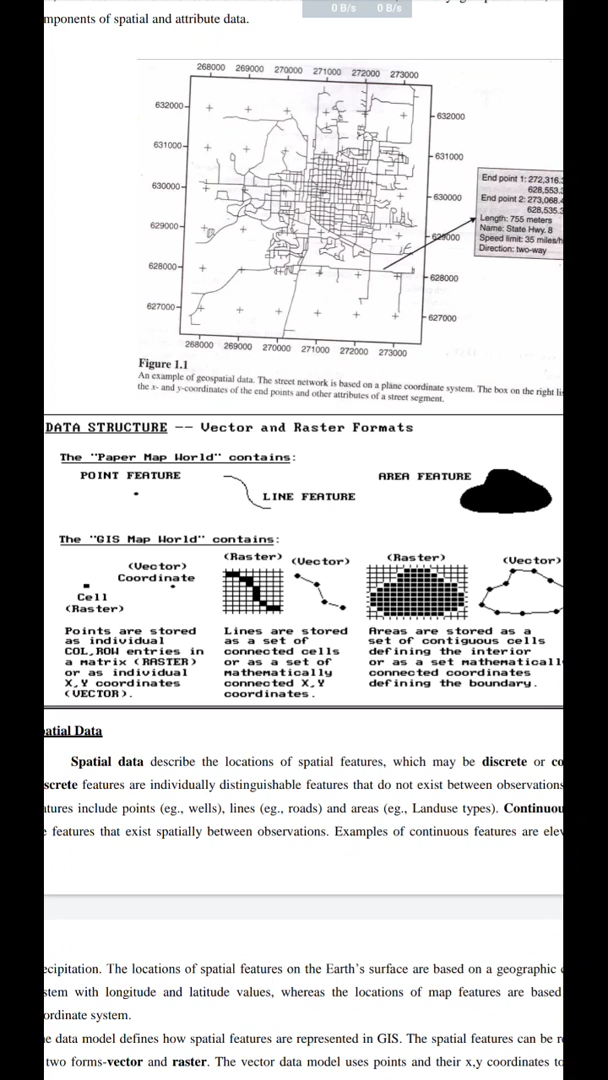 0 B/s 0 B/s
mponents of spatial and attribute data.
268000 269000 270000 271000 272000 273000
632000
632000
631000
631000
630000
630000
629000
629000
628000
628000
627000
627000
268000 269000 270000 271000 272000 273000
End point 1: 272,316.
628,553.
End point 2: 273,068.
628,535.
Length: 755 meters
Name: State Hwy. 8
Speed limit: 35 miles/h
Direction: two-way
Figure 1.1
An example of geospatial data. The street network is based on a plane coordinate system. The box on the right li
the x- and y-coordinates of the end points and other attributes of a street segment.
DATA STRUCTURE -- Vector and Raster Formats
The "Paper Map World" contains:
POINT FEATURE
LINE FEATURE
AREA FEATURE
The "GIS Map World" contains:
(Vector)
Coordinate
Cell
(Raster)
(Raster) (Vector)
(Raster) (Vector)
Points are stored
as individual
COL,ROW entries in
a matrix (RASTER)
or as individual
X,Y coordinates
(VECTOR).
Lines are stored
as a set of
connected cells
or as a set of
mathematically
connected X,Y
coordinates.
Areas are stored as a
set of contiguous cells
defining the interior
or as a set mathematicall
connected coordinates
defining the boundary.
patial Data
Spatial data describe the locations of spatial features, which may be discrete or co
screte features are individually distinguishable features that do not exist between observations
atures include points (eg., wells), lines (eg., roads) and areas (eg., Landuse types). Continuou
e features that exist spatially between observations. Examples of continuous features are elev
ecipitation. The locations of spatial features on the Earth's surface are based on a geographic
stem with longitude and latitude values, whereas the locations of map features are based
ordinate system.
e data model defines how spatial features are represented in GIS. The spatial features can be r
two forms-vector and raster. The vector data model uses points and their x,y coordinates to